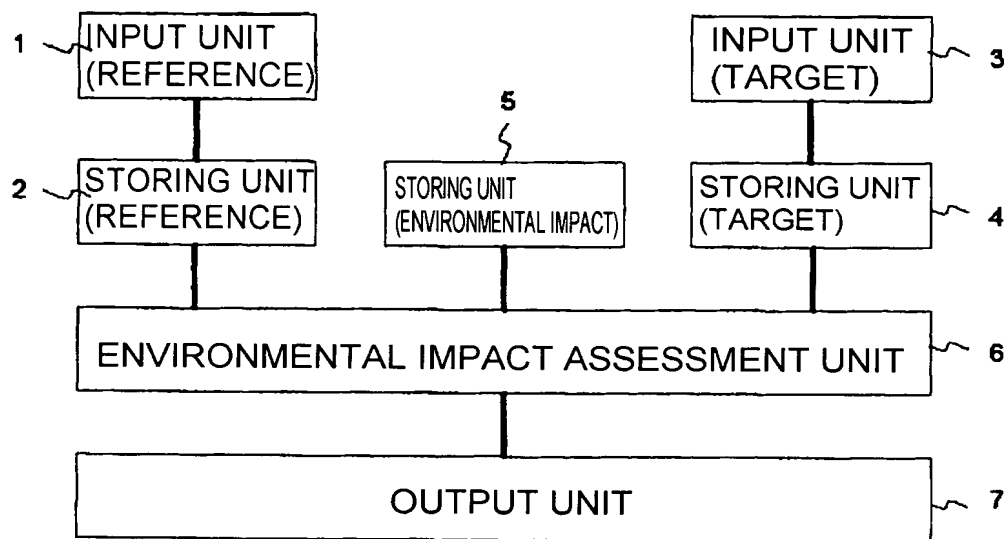 1
INPUT UNIT
(REFERENCE)
INPUT UNIT
(TARGET)
3
5
2
STORING UNIT
(REFERENCE)
STORING UNIT
(ENVIRONMENTAL IMPACT)
STORING UNIT
(TARGET)
4
ENVIRONMENTAL IMPACT ASSESSMENT UNIT
6
OUTPUT UNIT
7